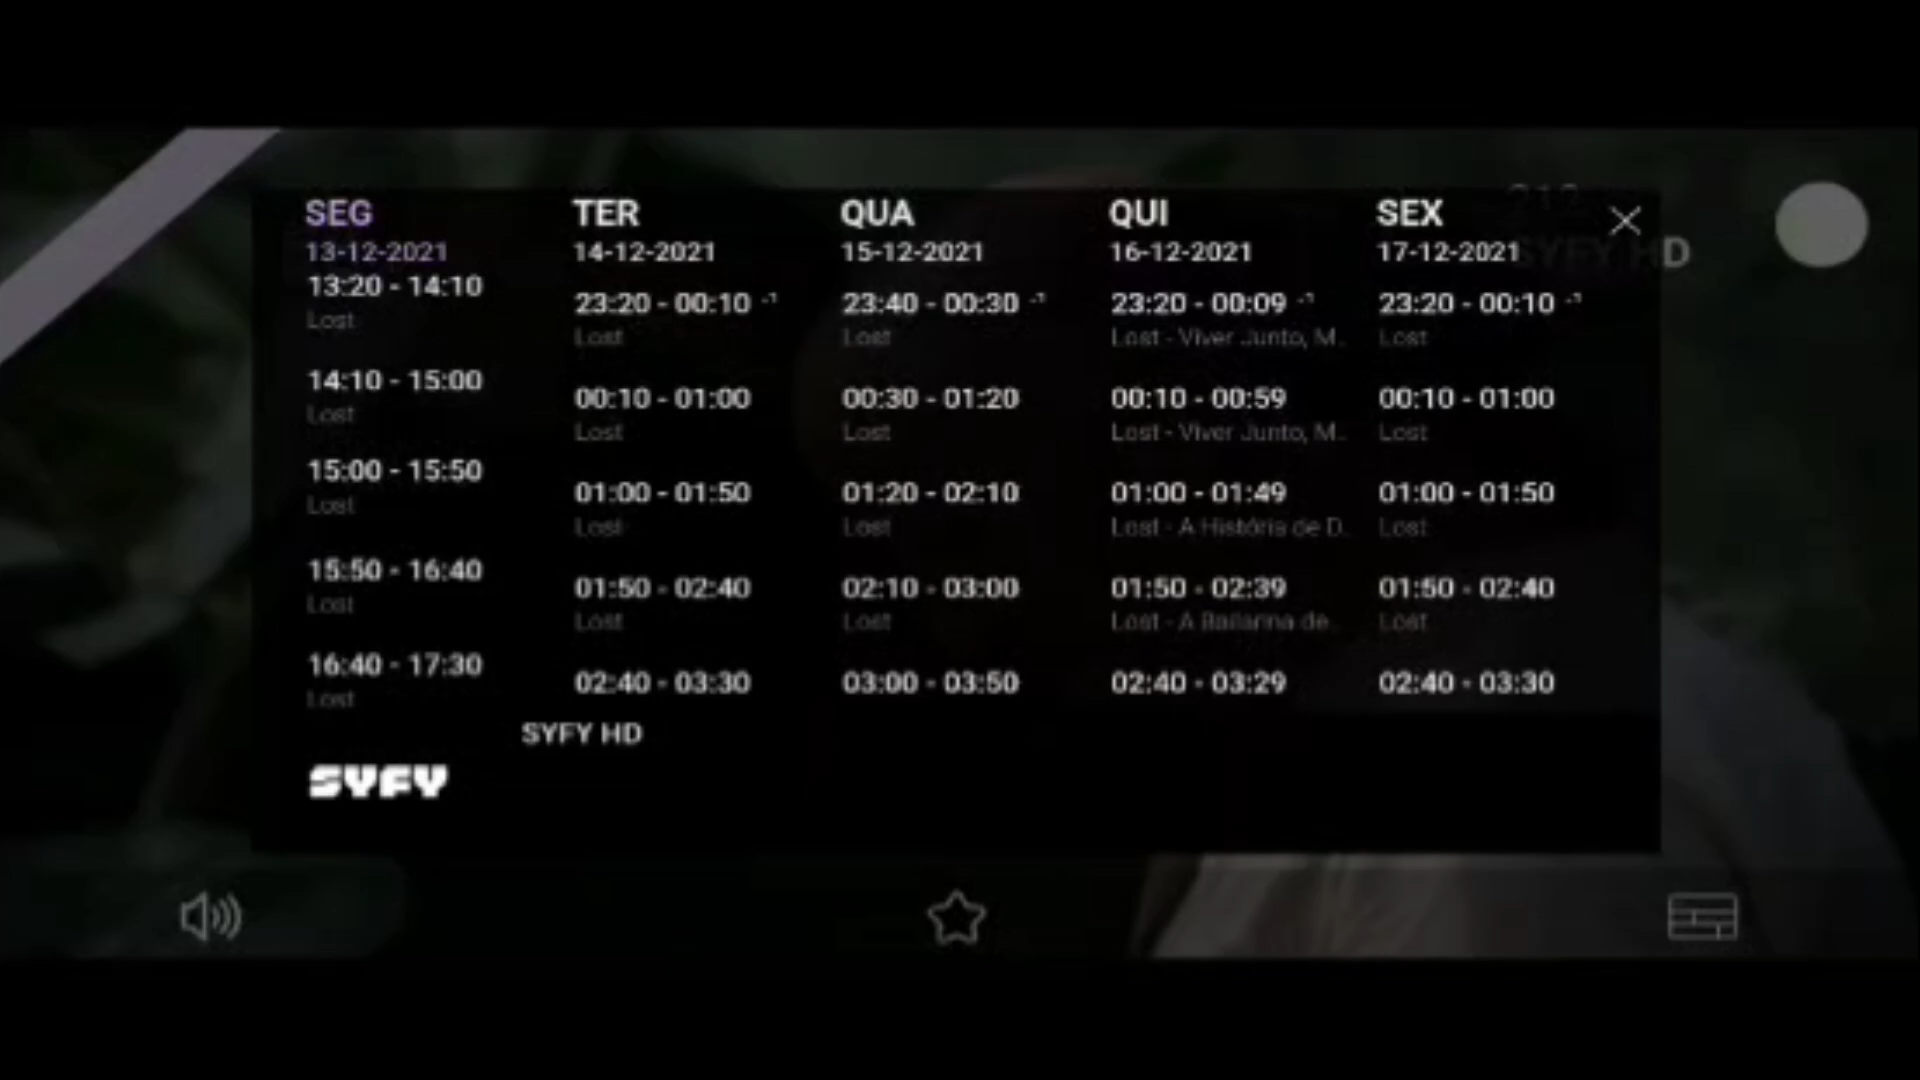 SEG
13-12-2021
13:20 - 14:10
Lost
14:10 - 15:00
Lost
15:00 - 15:50
Lost
15:50 - 16:40
Lost
16:40 - 17:30
Lost
TER
14-12-2021
23:20 - 00:10 -1
Lost
00:10 - 01:00
Lost
01:00 - 01:50
Lost
01:50 - 02:40
Lost
02:40 - 03:30
QUA
15-12-2021
23:40 - 00:30 -1
Lost
00:30 - 01:20
Lost
01:20 - 02:10
Lost
02:10 - 03:00
Lost
03:00 - 03:50
QUI
16-12-2021
23:20 - 00:09 -1
Lost - Viver Junto, M..
00:10 - 00:59
Lost - Viver Junto, M..
01:00 - 01:49
Lost - A História de D..
01:50 - 02:39
Lost - A Bailarina de..
02:40 - 03:29
SEX
17-12-2021
23:20 - 00:10 -1
Lost
00:10 - 01:00
Lost
01:00 - 01:50
Lost
01:50 - 02:40
Lost
02:40 - 03:30
212
SYFY HD
SYFY HD
SYFY